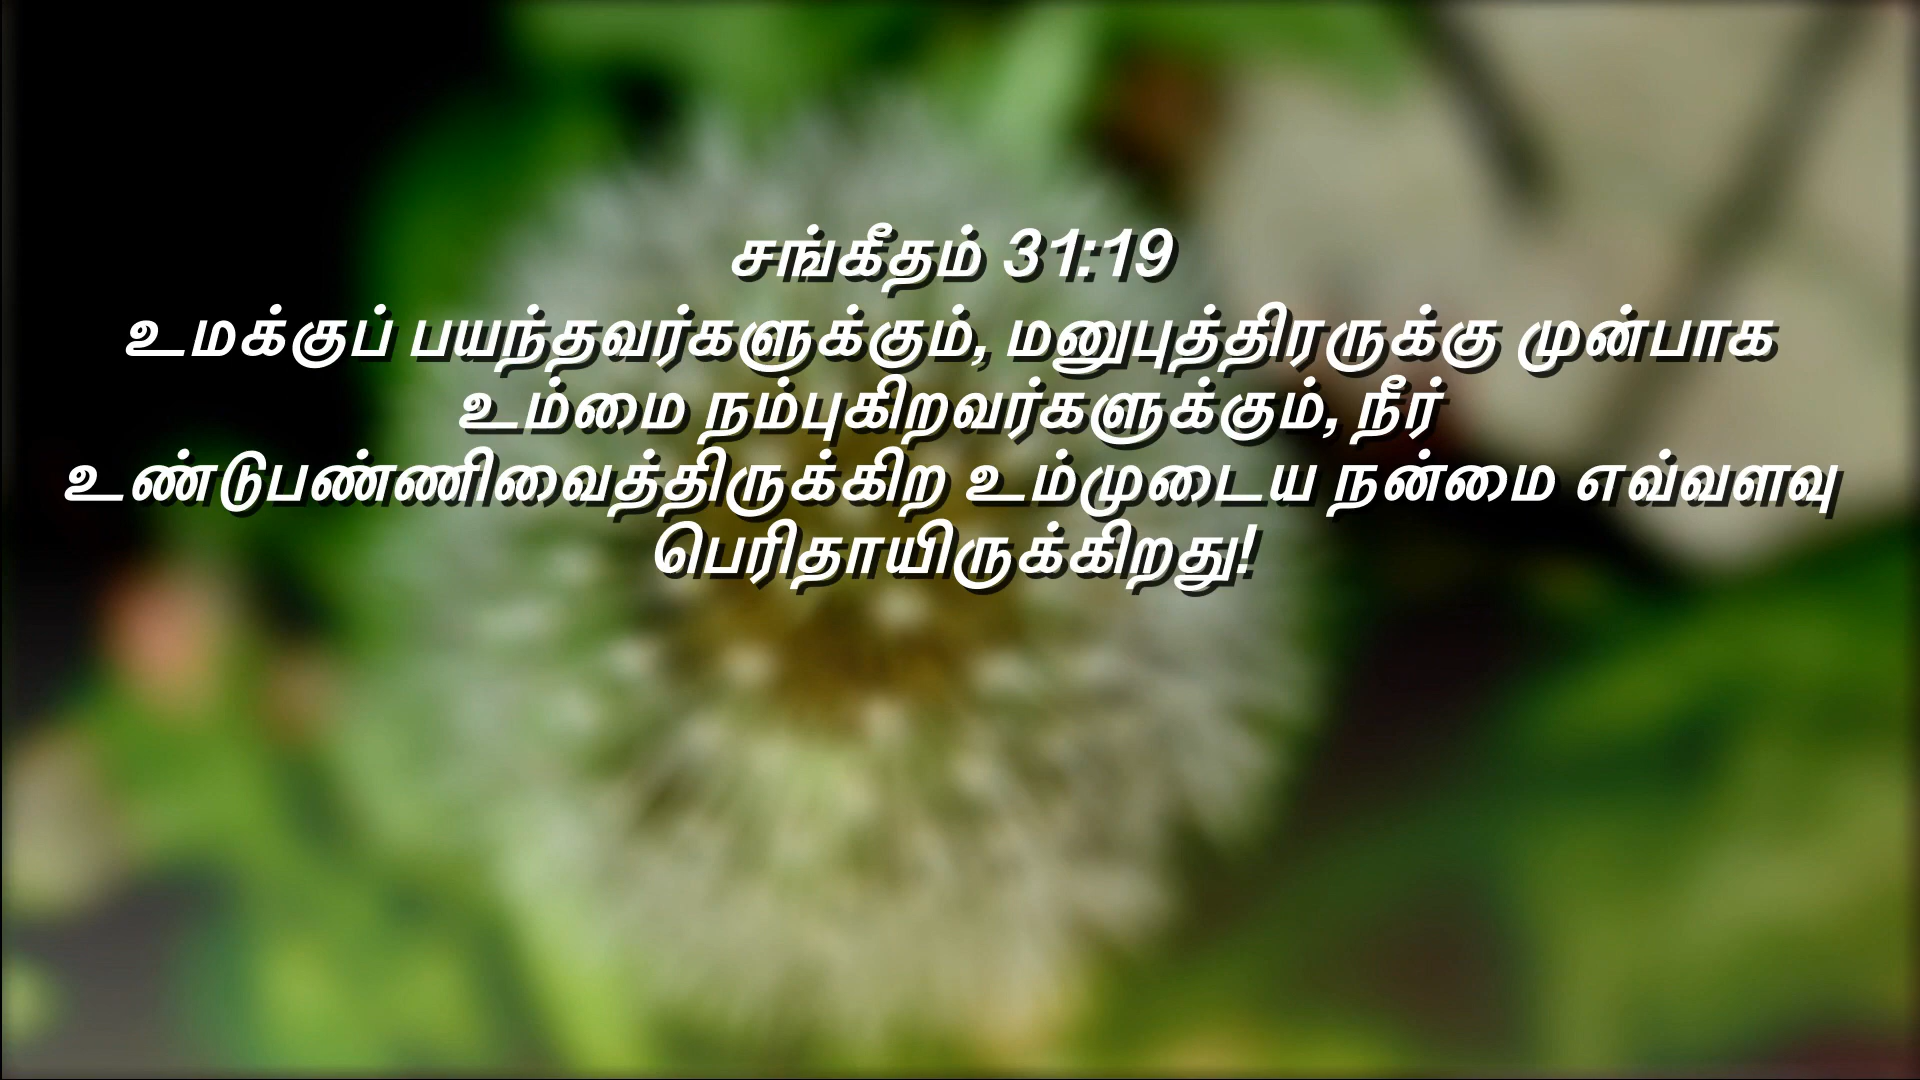 சங்கீதம் 31:19
உமக்குப் பயந்தவர்களுக்கும், மனுபுத்திரருக்கு முன்பாக
உம்மை நம்புகிறவர்களுக்கும், நீர்
உண்டுபண்ணிவைத்திருக்கிற உம்முடைய நன்மை எவ்வளவு
பெரிதாயிருக்கிறது!